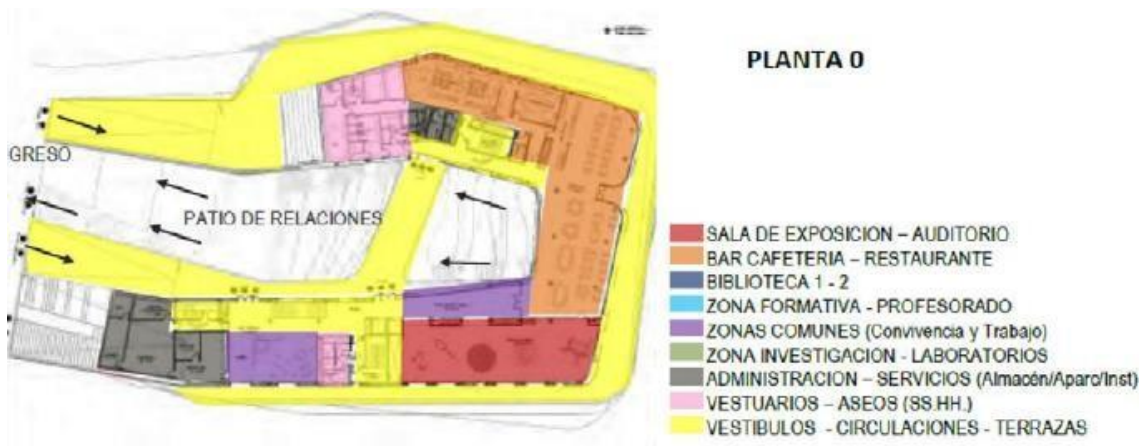 PLANTA 0
GRESO
PATIO DE RELACIONES
SALA DE EXPOSICION – AUDITORIO
BAR CAFETERIA – RESTAURANTE
BIBLIOTECA 1 - 2
ZONA FORMATIVA - PROFESORADO
ZONAS COMUNES (Convivencia y Trabajo)
ZONA INVESTIGACION - LABORATORIOS
ADMINISTRACION – SERVICIOS (Almacén/Aparc/Inst)
VESTUARIOS – ASEOS (SS.HH.)
VESTIBULOS - CIRCULACIONES - TERRAZAS